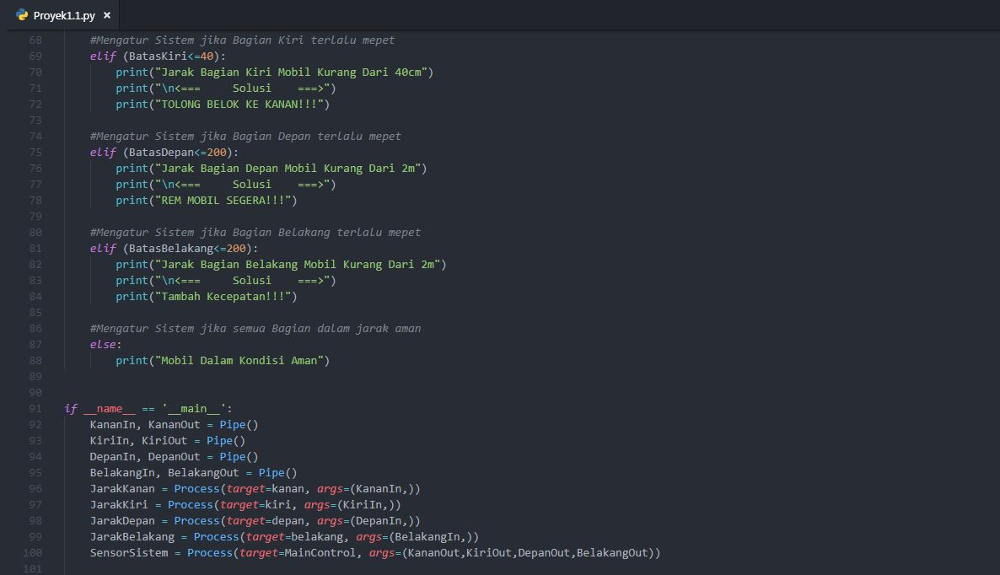 Proyek1.1.py ×
68 #Mengatur Sistem jika Bagian Kiri terlalu mepet
69 elif (BatasKiri<=40):
70 print("Jarak Bagian Kiri Mobil Kurang Dari 40cm")
71 print("\n<===     Solusi    ===>")
72 print("TOLONG BELOK KE KANAN!!!")
73
74 #Mengatur Sistem jika Bagian Depan terlalu mepet
75 elif (BatasDepan<=200):
76 print("Jarak Bagian Depan Mobil Kurang Dari 2m")
77 print("\n<===     Solusi    ===>")
78 print("REM MOBIL SEGERA!!!")
79
80 #Mengatur Sistem jika Bagian Belakang terlalu mepet
81 elif (BatasBelakang<=200):
82 print("Jarak Bagian Belakang Mobil Kurang Dari 2m")
83 print("\n<===     Solusi    ===>")
84 print("Tambah Kecepatan!!!")
85
86 #Mengatur Sistem jika semua Bagian dalam jarak aman
87 else:
88 print("Mobil Dalam Kondisi Aman")
89
90
91 if __name__ == '__main__':
92 KananIn, KananOut = Pipe()
93 KiriIn, KiriOut = Pipe()
94 DepanIn, DepanOut = Pipe()
95 BelakangIn, BelakangOut = Pipe()
96 JarakKanan = Process(target=kanan, args=(KananIn,))
97 JarakKiri = Process(target=kiri, args=(KiriIn,))
98 JarakDepan = Process(target=depan, args=(DepanIn,))
99 JarakBelakang = Process(target=belakang, args=(BelakangIn,))
100 SensorSistem = Process(target=MainControl, args=(KananOut,KiriOut,DepanOut,BelakangOut))
101